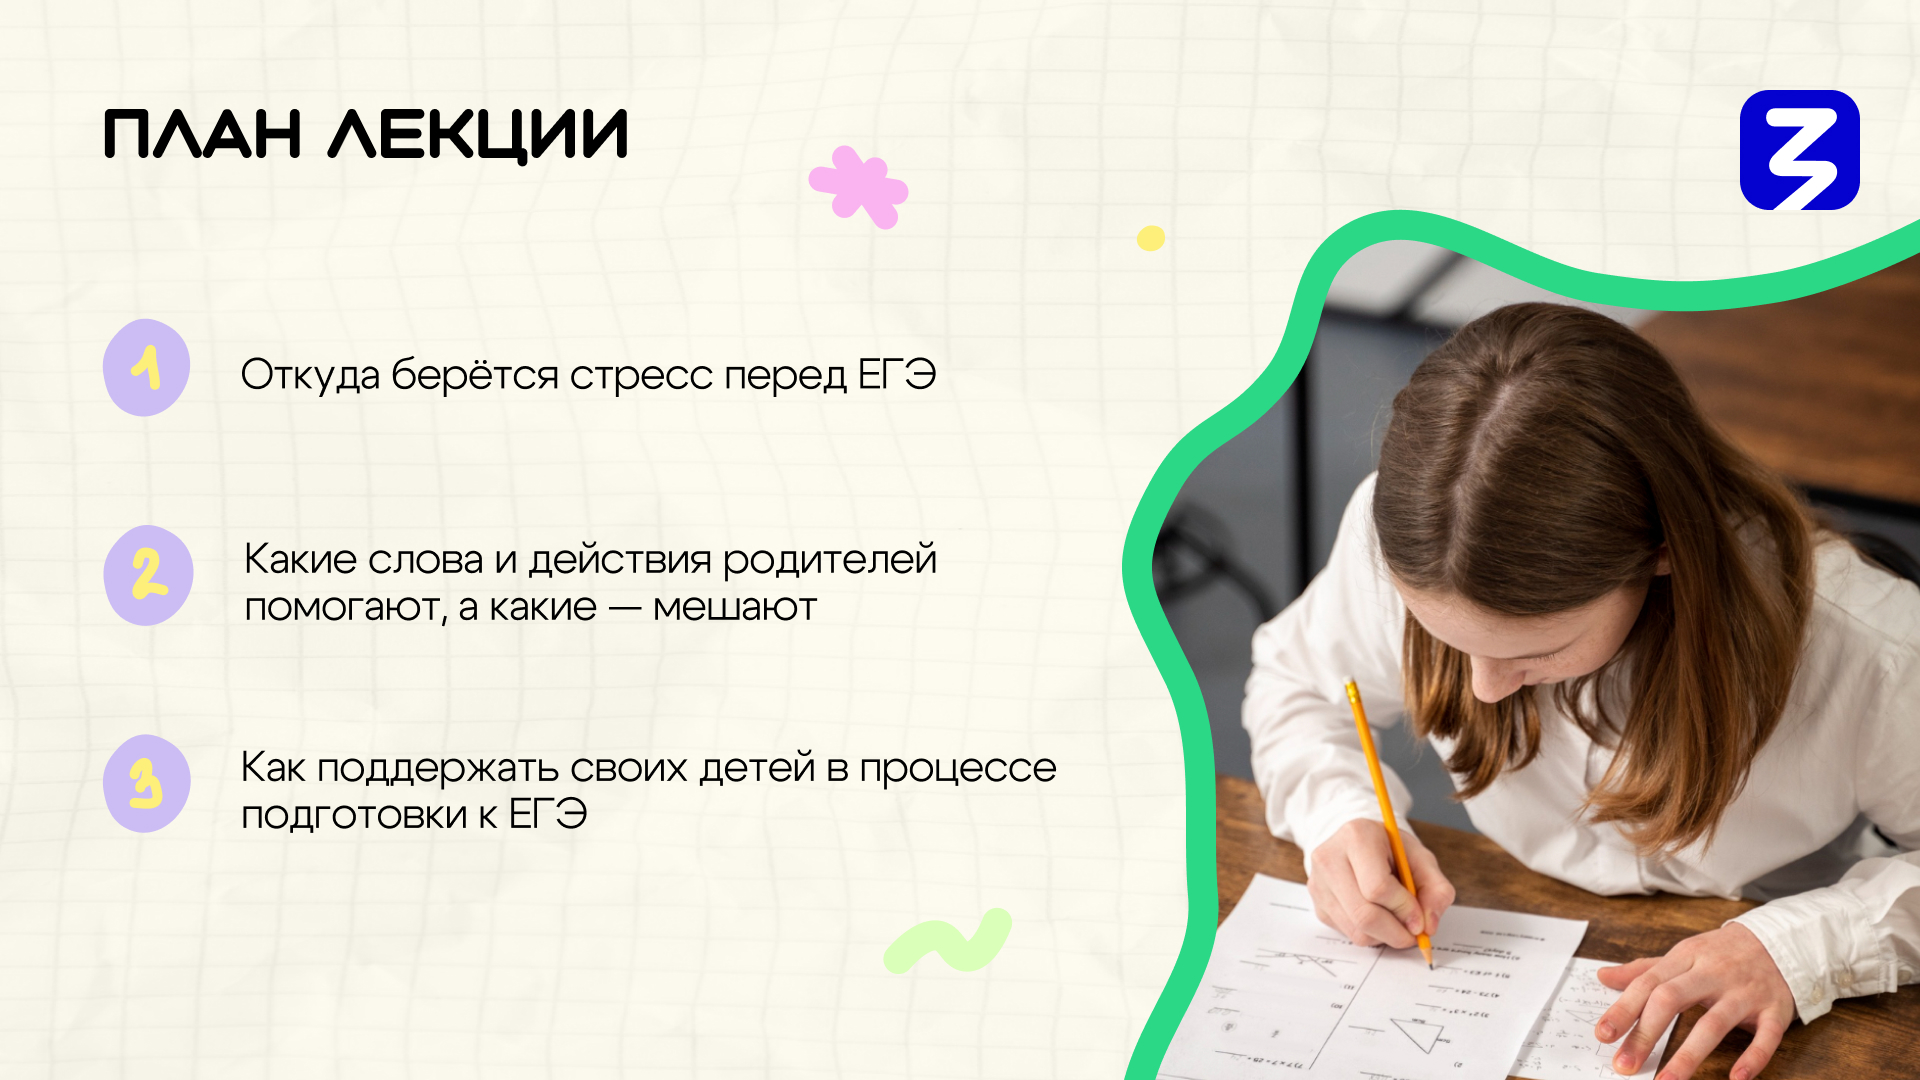 ПЛАН ЛЕКЦИИ
1
Откуда берётся стресс перед ЕГЭ
2
Какие слова и действия родителей
помогают, а какие — мешают
3
Как поддержать своих детей в процессе
подготовки к ЕГЭ